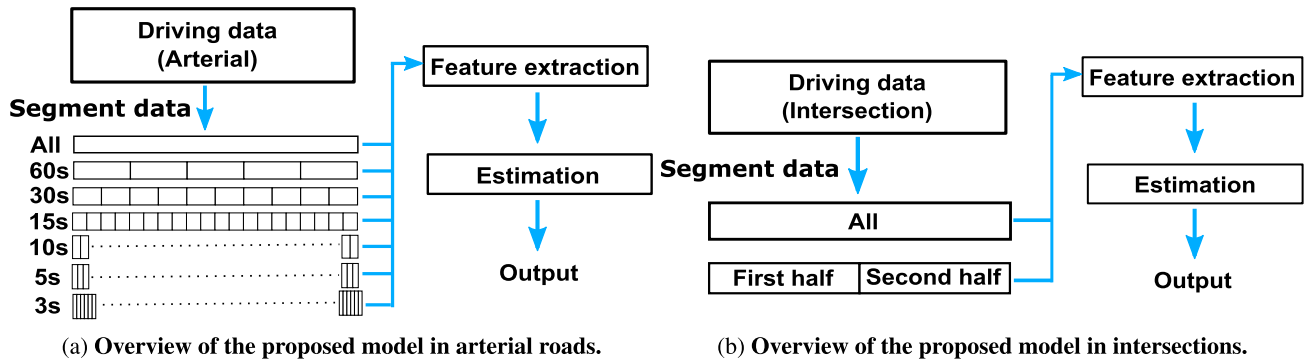 Driving data
(Arterial)
Segment data
All
60s
30s
15s
10s
5s
3s
Feature extraction
Estimation
Output
(a) Overview of the proposed model in arterial roads.
Driving data
(Intersection)
Segment data
All
First half Second half
Feature extraction
Estimation
Output
(b) Overview of the proposed model in intersections.